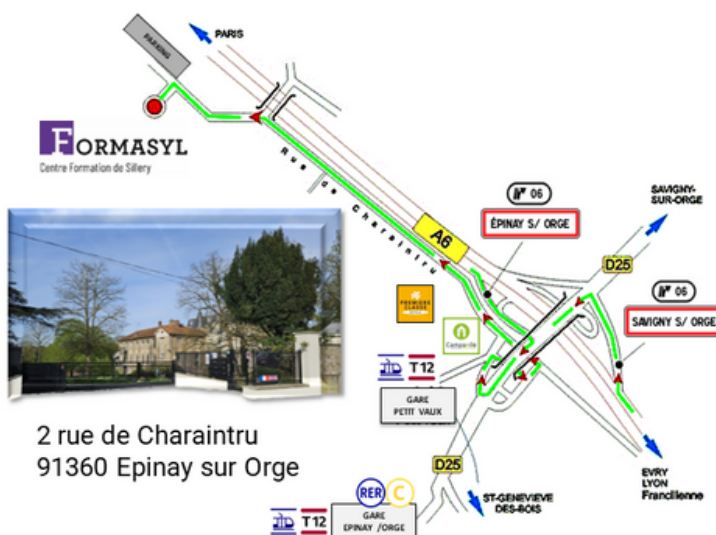 PARIS
PARKING
FORMASYL
Centre Formation de Sillery
Rue de Charaintru
SAVIGNY-
SUR-ORGE
06
ÉPINAY S/ ORGE
A6
D25
06
SAVIGNY S/ ORGE
PREMIERE
CLASSE
Campanile
T12
GARE
PETIT VAUX
2 rue de Charaintru
91360 Epinay sur Orge
D25
EVRY
LYON
Francilienne
ST-GENEVIEVE
DES-BOIS
RER C
T12
GARE
EPINAY /ORGE